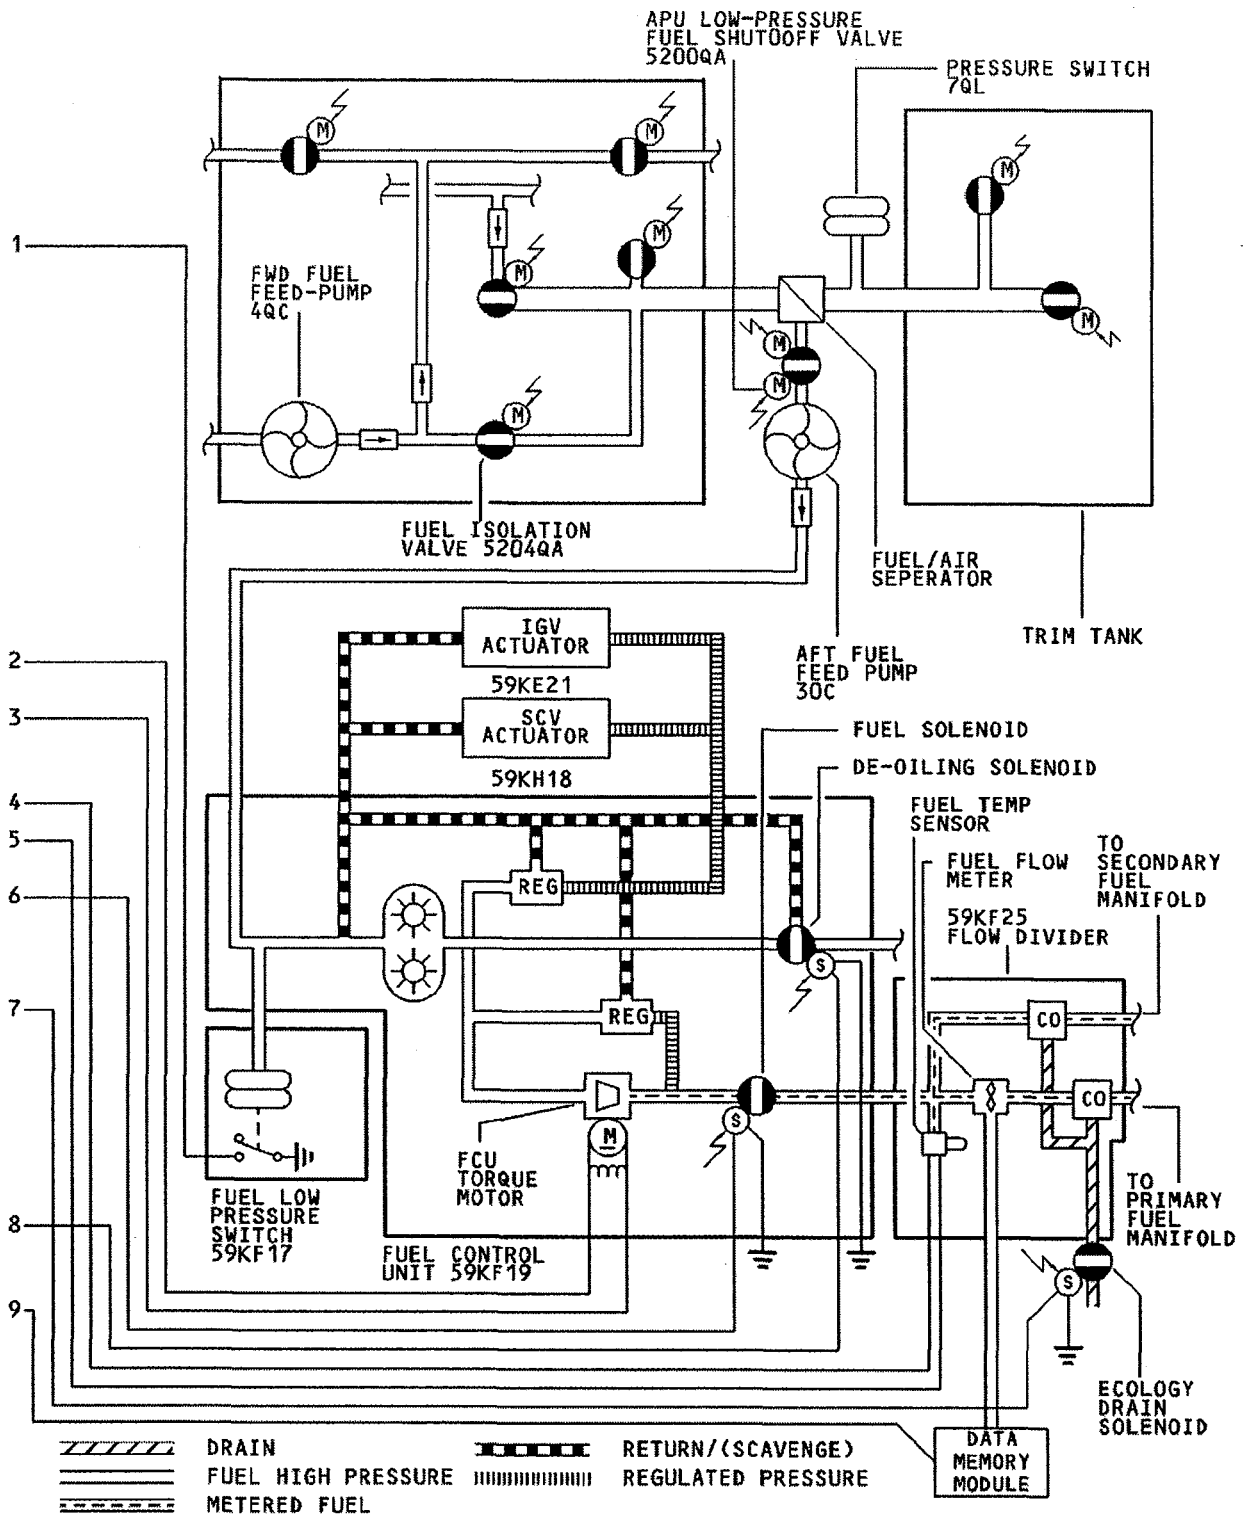 APU LOW-PRESSURE
FUEL SHUTOOFF VALVE
5200QA
PRESSURE SWITCH
7QL
M
M
M
M
M
M
M
M
M
M
1
FWD FUEL
FEED-PUMP
4QC
FUEL ISOLATION
VALVE 5204QA
FUEL/AIR
SEPERATOR
TRIM TANK
AFT FUEL
FEED PUMP
30C
IGV
ACTUATOR
59KE21
SCV
ACTUATOR
59KH18
2
3
4
5
6
7
8
9
FUEL SOLENOID
DE-OILING SOLENOID
FUEL TEMP
SENSOR
FUEL FLOW
METER
TO
SECONDARY
FUEL
MANIFOLD
59KF25
FLOW DIVIDER
REG
REG
S
CO
CO
S
M
FCU
TORQUE
MOTOR
FUEL LOW
PRESSURE
SWITCH
59KF17
FUEL CONTROL
UNIT 59KF19
TO
PRIMARY
FUEL
MANIFOLD
S
ECOLOGY
DRAIN
SOLENOID
DATA
MEMORY
MODULE
DRAIN
FUEL HIGH PRESSURE
METERED FUEL
RETURN/(SCAVENGE)
REGULATED PRESSURE